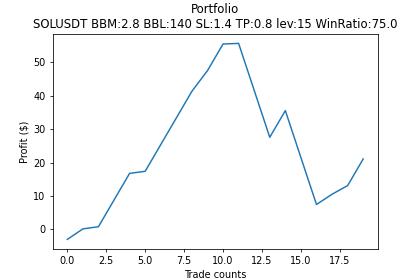 Portfolio
SOLUSDT BBM:2.8 BBL:140 SL:1.4 TP:0.8 lev:15 WinRatio:75.0
Profit ($)
50
40
30
20
10
0
0.0 2.5 5.0 7.5 10.0 12.5 15.0 17.5
Trade counts